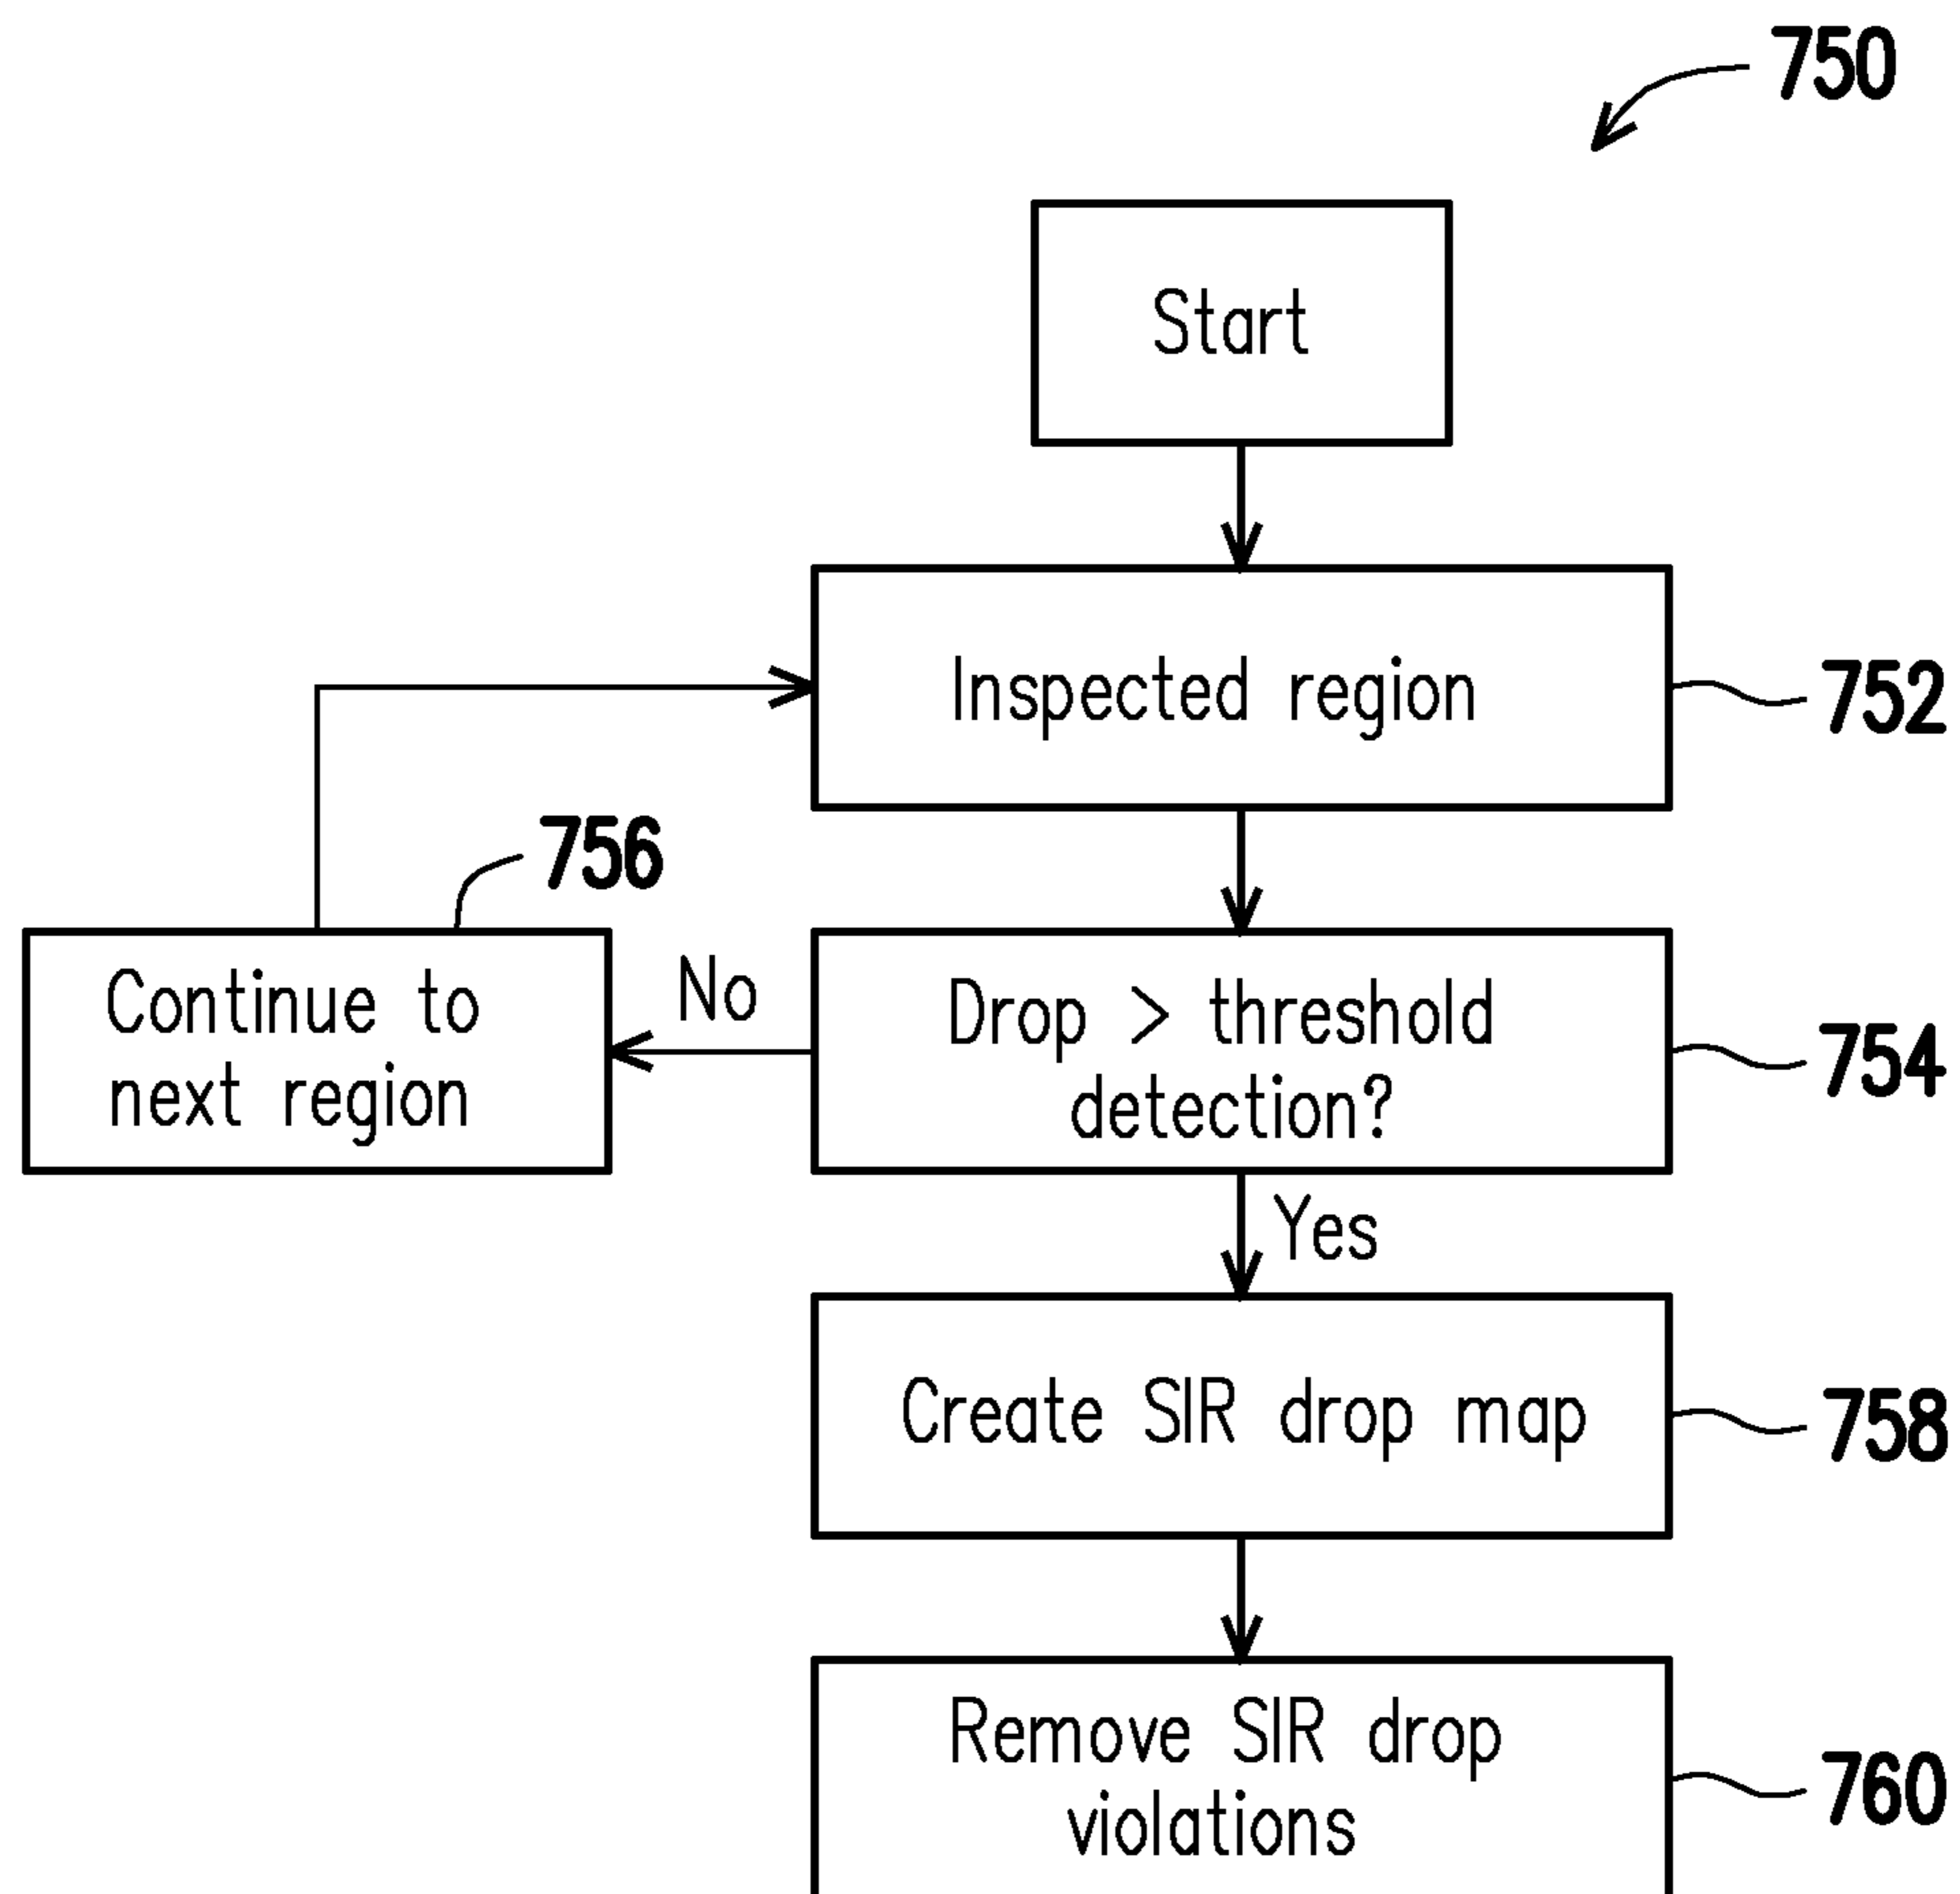 750
Start
Inspected region
752
756
Continue to
next region
No
Drop > threshold
detection?
754
Yes
Create SIR drop map
758
Remove SIR drop
violations
760